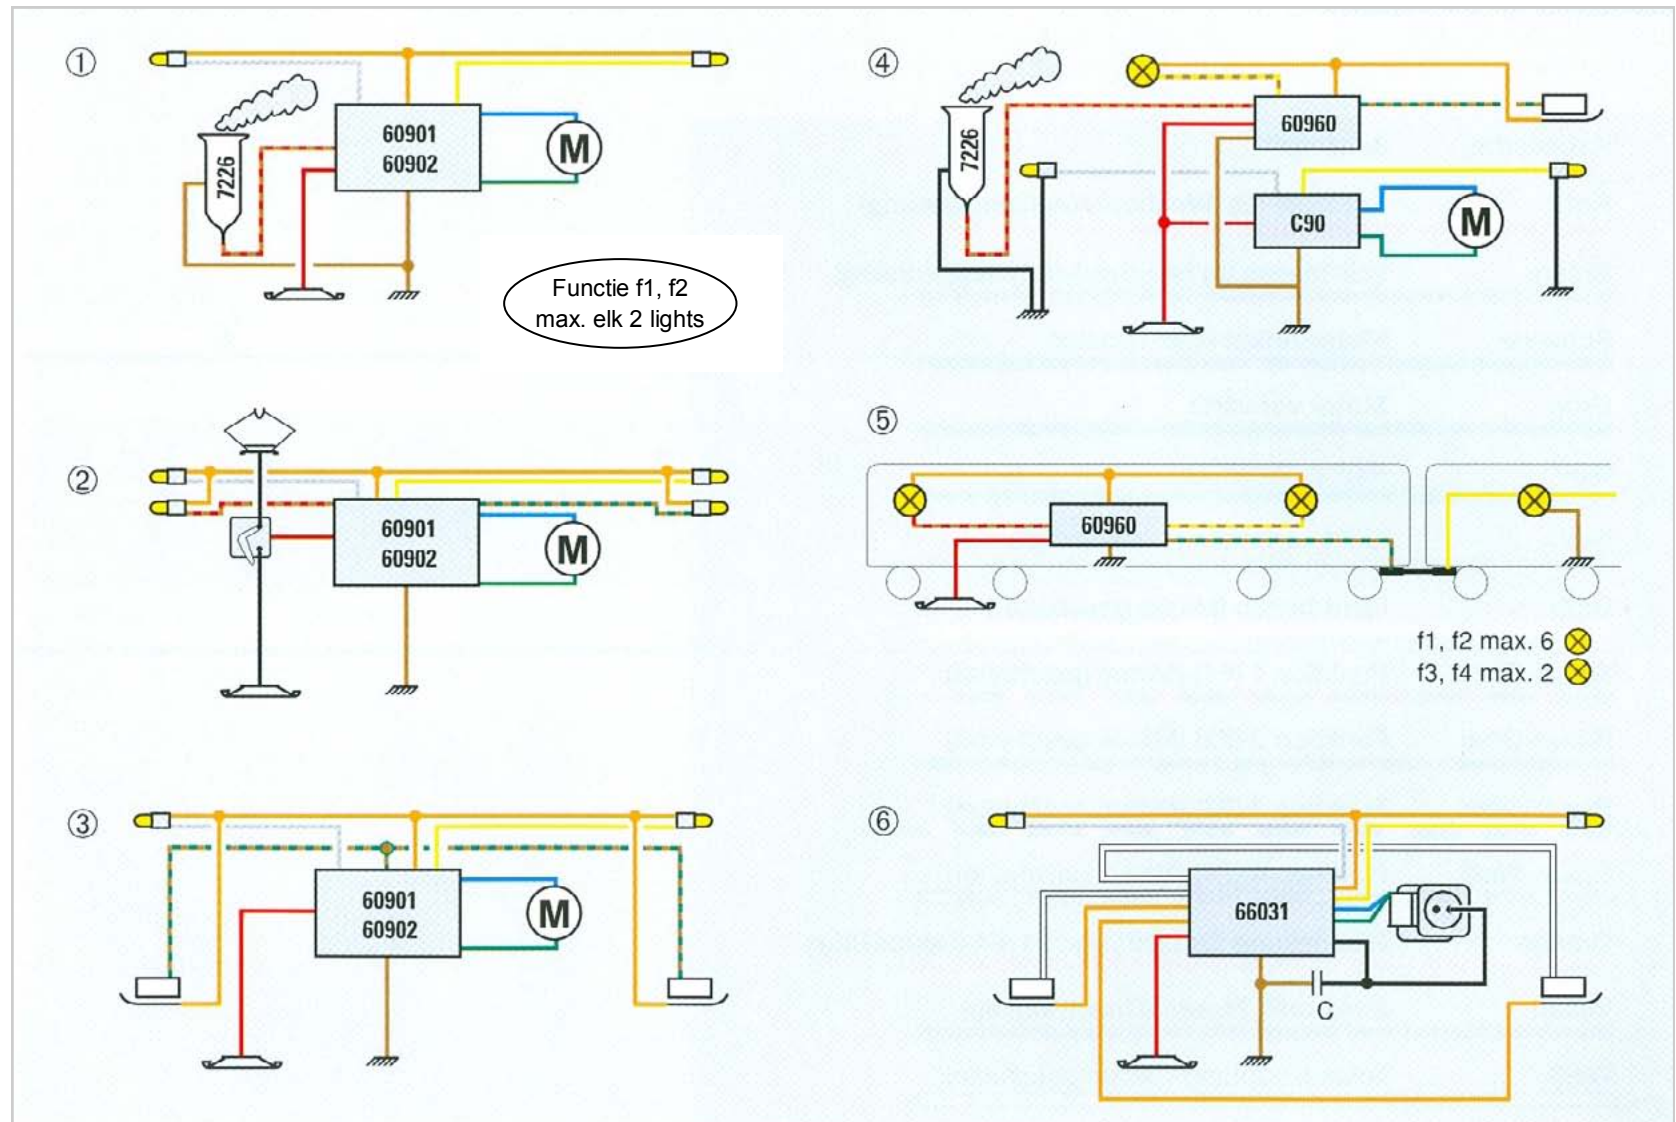 ①
60901
60902
7226
M
Functie f1, f2
max. elk 2 lights
②
60901
60902
M
③
60901
60902
M
④
7226
60960
C90
M
⑤
60960
f1, f2 max. 6
f3, f4 max. 2
⑥
66031
C